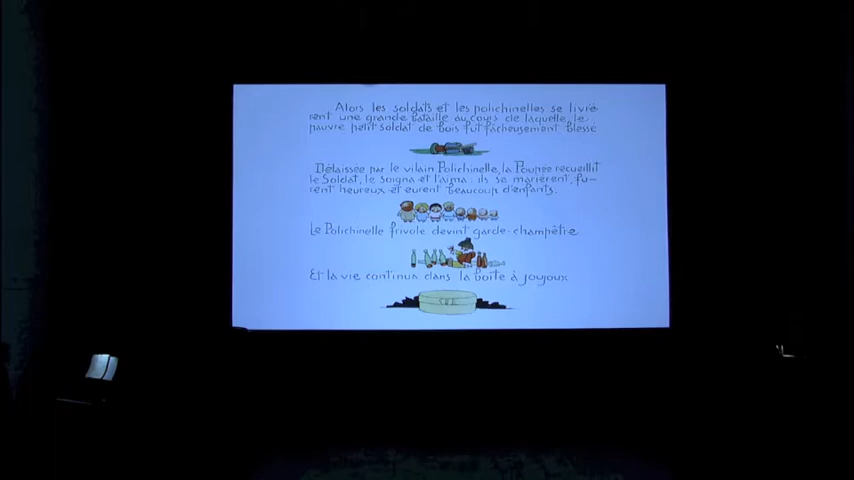 Alors les soldats et les polichinelles se livrè-
rent une grande bataille au cours de laquelle, le
pauvre petit soldat de bois fut fâcheusement blessé
Délaissée par le vilain Polichinelle, la Poupée recueillit
le Soldat, le soigna et l'aima: ils se marièrent, fu-
rent heureux et eurent beaucoup d'enfants.
Le Polichinelle frivole devint garde-champêtre
Et la vie continua dans la boîte à joujoux